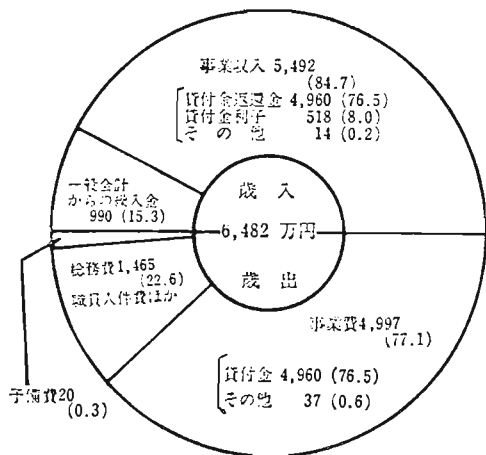 事業収入 5,492
(84.7)
貸付金返還金 4,960 (76.5)
貸付金利子 518 (8.0)
その他 14 (0.2)
一般会計
からの繰入金
990 (15.3)
歳入
6,482 万円
歳出
総務費1,465
(22.6)
職員人件費ほか
事業費4,997
(77.1)
貸付金 4,960 (76.5)
その他 37 (0.6)
予備費20
(0.3)